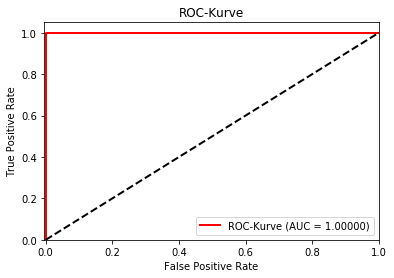 ROC-Kurve
True Positive Rate
1.0
0.8
0.6
0.4
0.2
0.0
0.0 0.2 0.4 0.6 0.8 1.0
False Positive Rate
ROC-Kurve (AUC = 1.00000)